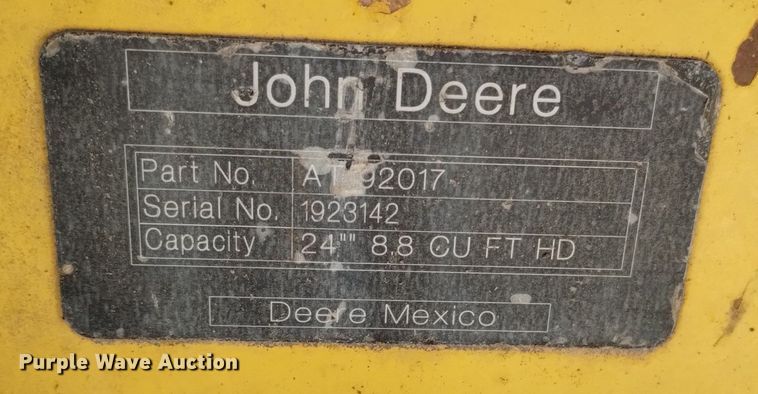 John Deere
Part No. 92017
Serial No. 1923142
Capacity 24"" 8.8 CU FT HD
Deere Mexico
Purple Wave Auction